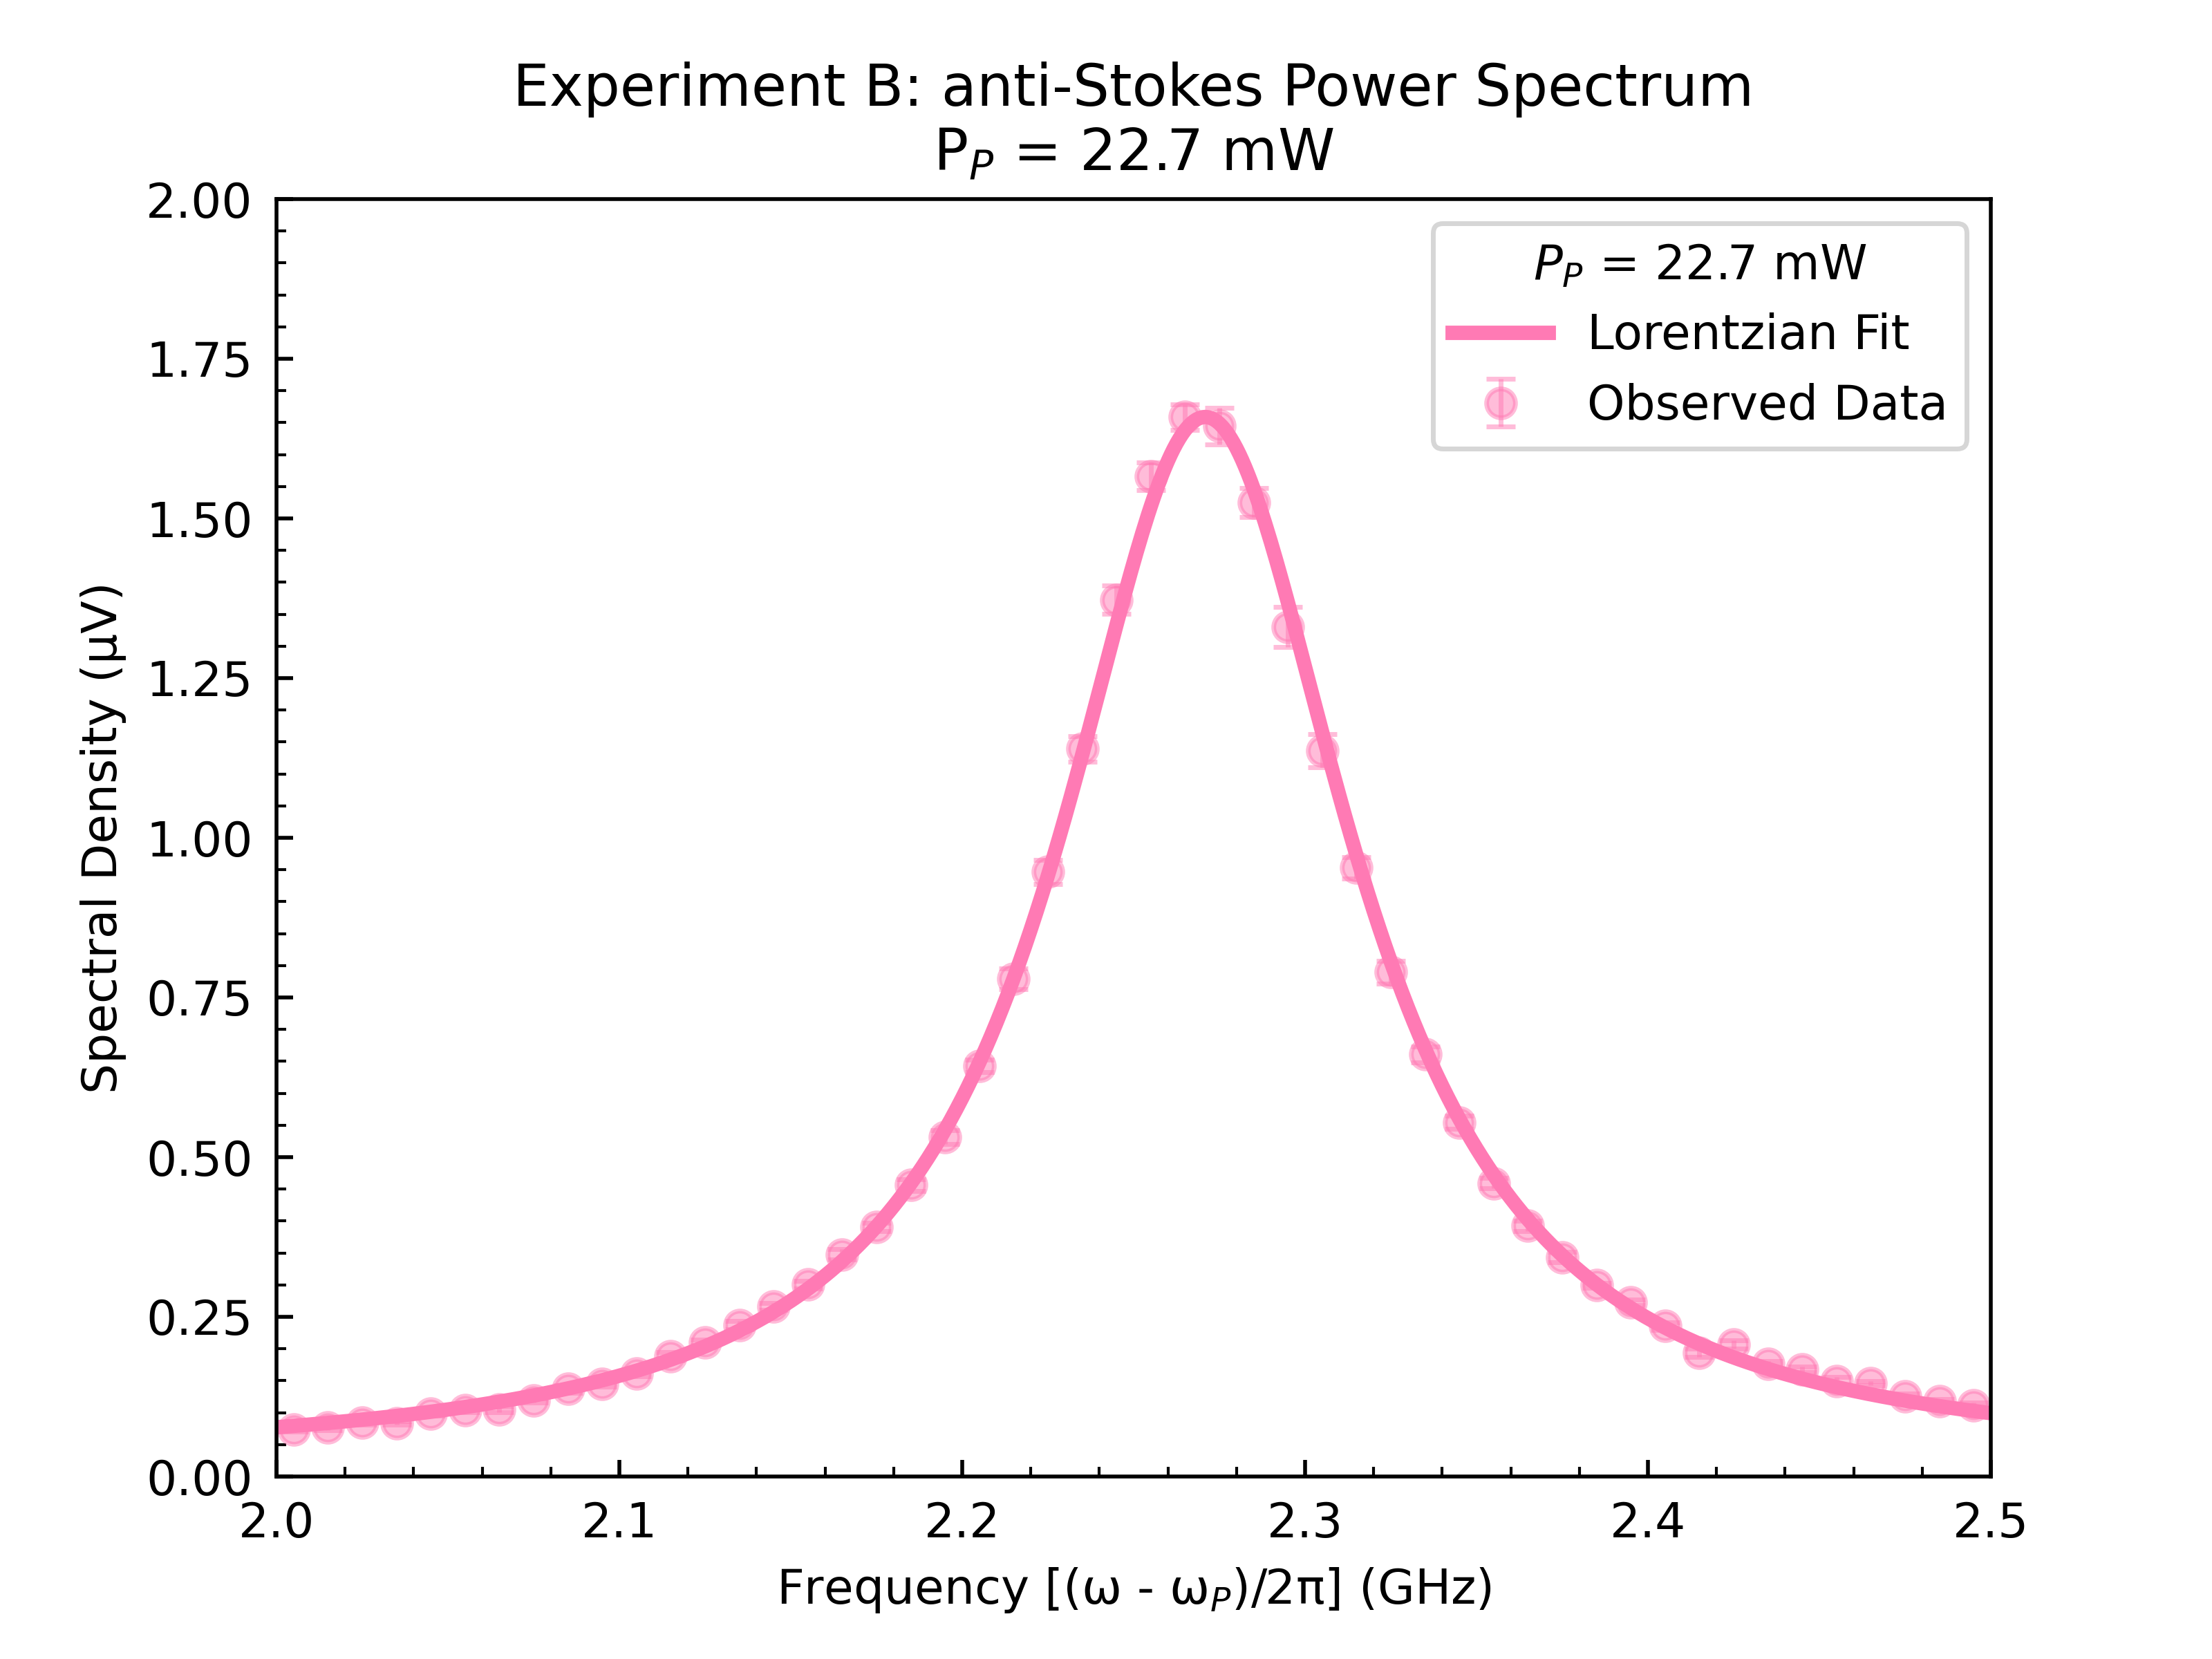 Experiment B: anti-Stokes Power Spectrum
P_P = 22.7 mW
P_P = 22.7 mW
Lorentzian Fit
Observed Data
Spectral Density (µV)
2.00
1.75
1.50
1.25
1.00
0.75
0.50
0.25
0.00
2.0 2.1 2.2 2.3 2.4 2.5
Frequency [(ω - ω_P)/2π] (GHz)